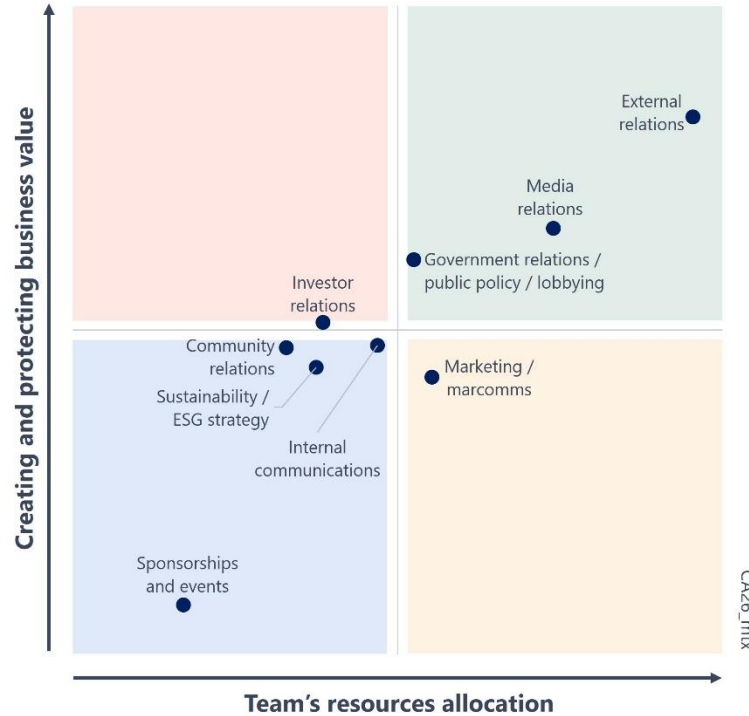 Creating and protecting business value
External
relations
Media
relations
Government relations /
public policy / lobbying
Investor
relations
Community
relations
Sustainability /
ESG strategy
Internal
communications
Marketing /
marcomms
Sponsorships
and events
Team’s resources allocation
CA26_mtx